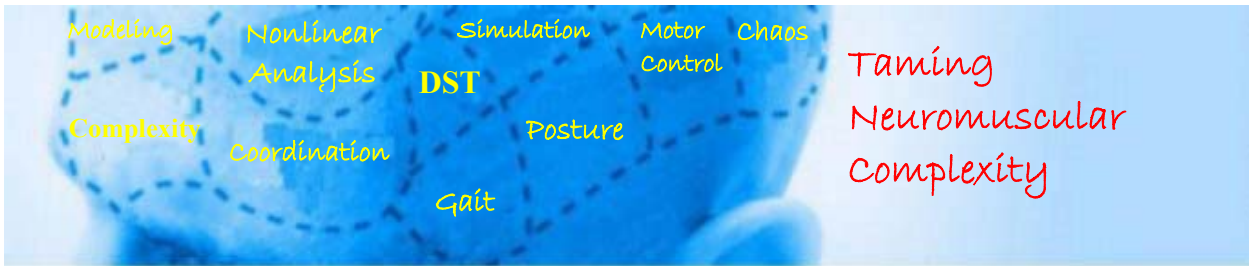 Modeling
Nonlinear
Analysis
Simulation
Motor
Control
Chaos
DST
Complexity
Coordination
Posture
Gait
Taming
Neuromuscular
Complexity